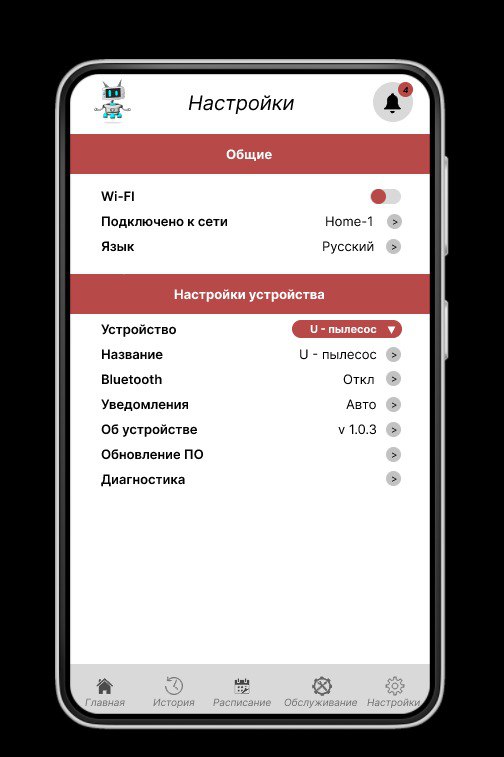 Настройки
4
Общие
Wi-FI
Подключено к сети Home-1 >
Язык Русский >
Настройки устройства
Устройство U - пылесос ▼
Название U - пылесос >
Bluetooth Откл >
Уведомления Авто >
Об устройстве v 1.0.3 >
Обновление ПО >
Диагностика >
Главная История Расписание Обслуживание Настройки